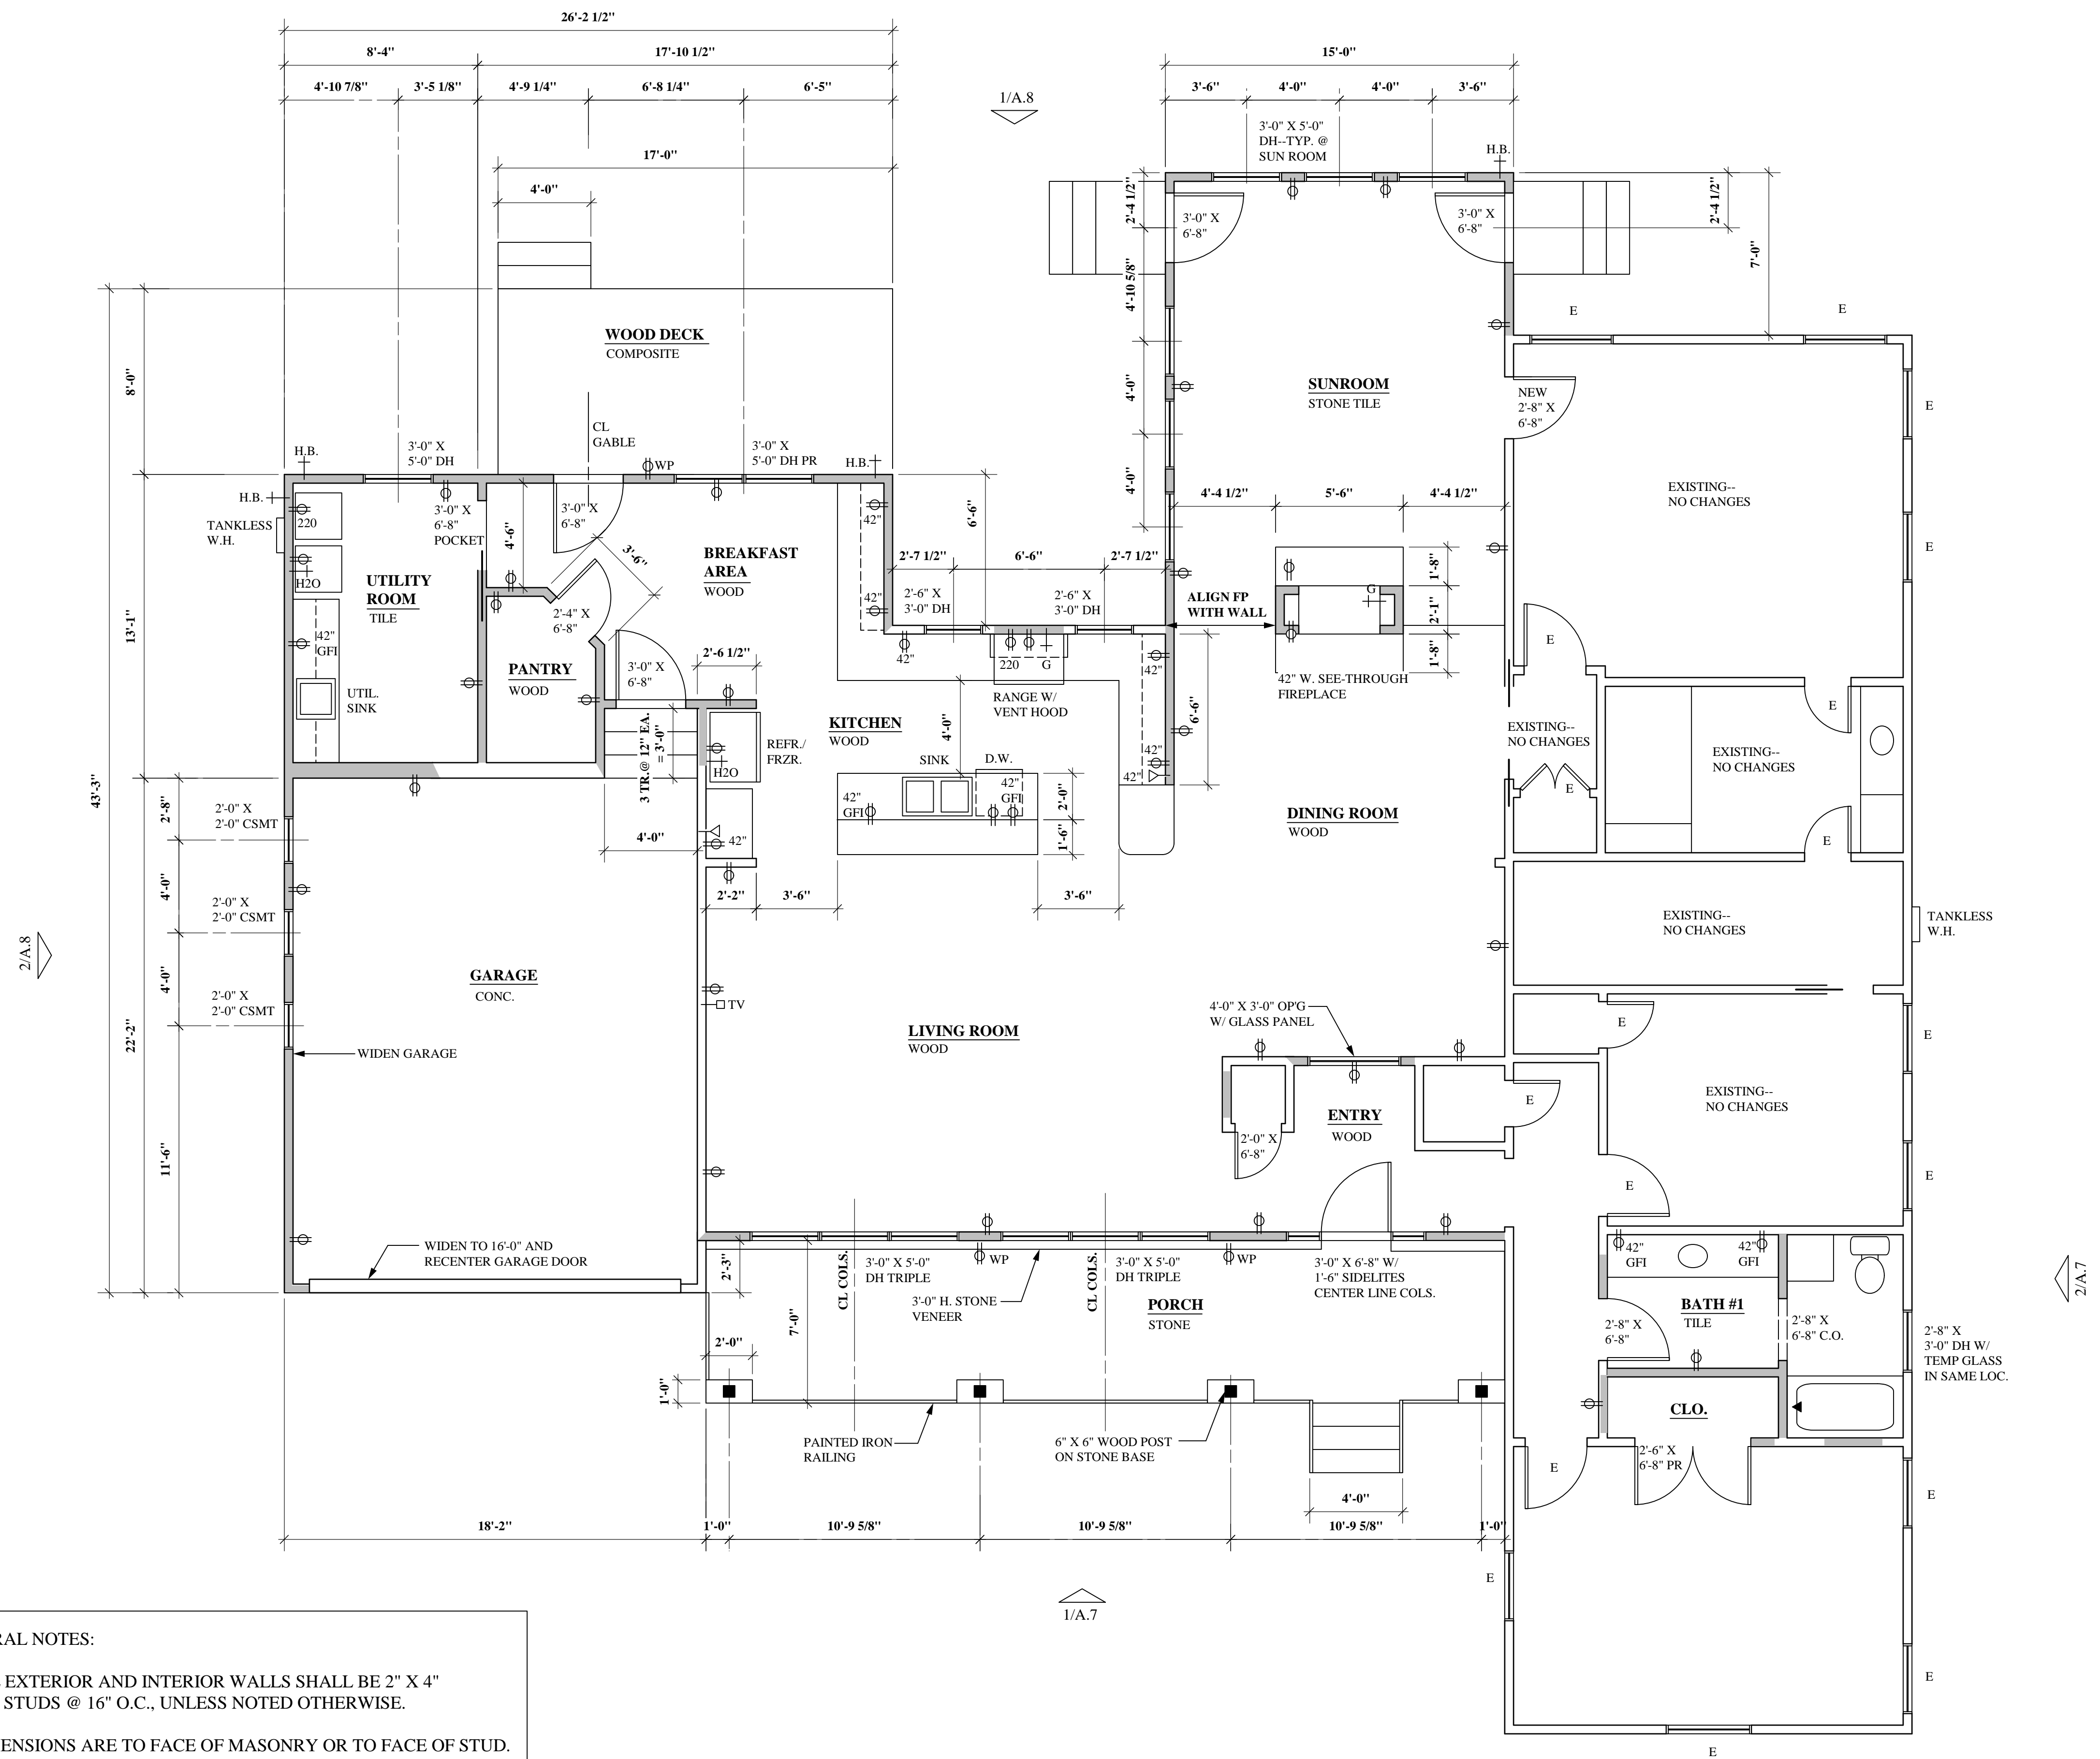 26'-2 1/2"
8'-4"
17'-10 1/2"
15'-0"
4'-10 7/8"
3'-5 1/8"
4'-9 1/4"
6'-8 1/4"
6'-5"
3'-6"
4'-0"
4'-0"
3'-6"
1/A.8
17'-0"
4'-0"
3'-0" X 5'-0"
DH--TYP. @
SUN ROOM
H.B.
2'-4 1/2"
2'-4 1/2"
3'-0" X
6'-8"
3'-0" X
6'-8"
7'-0"
4'-10 5/8"
E
E
WOOD DECK
COMPOSITE
8'-0"
4'-0"
SUNROOM
STONE TILE
NEW
2'-8" X
6'-8"
E
CL
GABLE
H.B.
3'-0" X
5'-0" DH
WP
3'-0" X
5'-0" DH PR
H.B.
4'-0"
EXISTING--
NO CHANGES
H.B.
TANKLESS
W.H.
220
3'-0" X
6'-8"
POCKET
4'-6"
3'-0" X
6'-8"
42"
6'-6"
4'-4 1/2"
5'-6"
4'-4 1/2"
E
3'-6"
BREAKFAST
AREA
WOOD
2'-7 1/2"
6'-6"
2'-7 1/2"
1'-8"
H2O
UTILITY
ROOM
TILE
2'-4" X
6'-8"
42"
2'-6" X
3'-0" DH
2'-6" X
3'-0" DH
ALIGN FP
WITH WALL
G
2'-1"
13'-1"
42"
GFI
42"
220
G
42"
1'-8"
E
PANTRY
WOOD
3'-0" X
6'-8"
2'-6 1/2"
42" W. SEE-THROUGH
FIREPLACE
UTIL.
SINK
RANGE W/
VENT HOOD
6'-6"
E
KITCHEN
WOOD
4'-0"
3 TR.@ 12" EA.
= 3'-0"
REFR./
FRZR.
H2O
SINK
D.W.
42"
42"
EXISTING--
NO CHANGES
EXISTING--
NO CHANGES
43'-3"
2'-8"
2'-0" X
2'-0" CSMT
42"
GFI
42"
GFI
2'-0"
E
DINING ROOM
WOOD
4'-0"
42"
1'-6"
E
4'-0"
2'-2"
3'-6"
3'-6"
2'-0" X
2'-0" CSMT
EXISTING--
NO CHANGES
TANKLESS
W.H.
2/A.8
GARAGE
CONC.
4'-0"
2'-0" X
2'-0" CSMT
TV
4'-0" X 3'-0" OP'G
W/ GLASS PANEL
LIVING ROOM
WOOD
E
E
22'-2"
WIDEN GARAGE
EXISTING--
NO CHANGES
E
ENTRY
WOOD
11'-6"
2'-0" X
6'-8"
E
E
WIDEN TO 16'-0" AND
RECENTER GARAGE DOOR
2'-3"
CL COLS.
3'-0" X 5'-0"
DH TRIPLE
WP
CL COLS.
3'-0" X 5'-0"
DH TRIPLE
WP
3'-0" X 6'-8" W/
1'-6" SIDELITES
CENTER LINE COLS.
42"
GFI
42"
GFI
2/A.7
3'-0" H. STONE
VENEER
PORCH
STONE
BATH #1
TILE
7'-0"
2'-0"
2'-8" X
6'-8"
2'-8" X
6'-8" C.O.
2'-8" X
3'-0" DH W/
TEMP GLASS
IN SAME LOC.
1'-0"
CLO.
PAINTED IRON
RAILING
6" X 6" WOOD POST
ON STONE BASE
2'-6" X
6'-8" PR
E
E
4'-0"
18'-2"
1'-0"
10'-9 5/8"
10'-9 5/8"
10'-9 5/8"
1'-0"
E
1/A.7
RAL NOTES:
EXTERIOR AND INTERIOR WALLS SHALL BE 2" X 4"
STUDS @ 16" O.C., UNLESS NOTED OTHERWISE.
ENSIONS ARE TO FACE OF MASONRY OR TO FACE OF STUD.
E
E